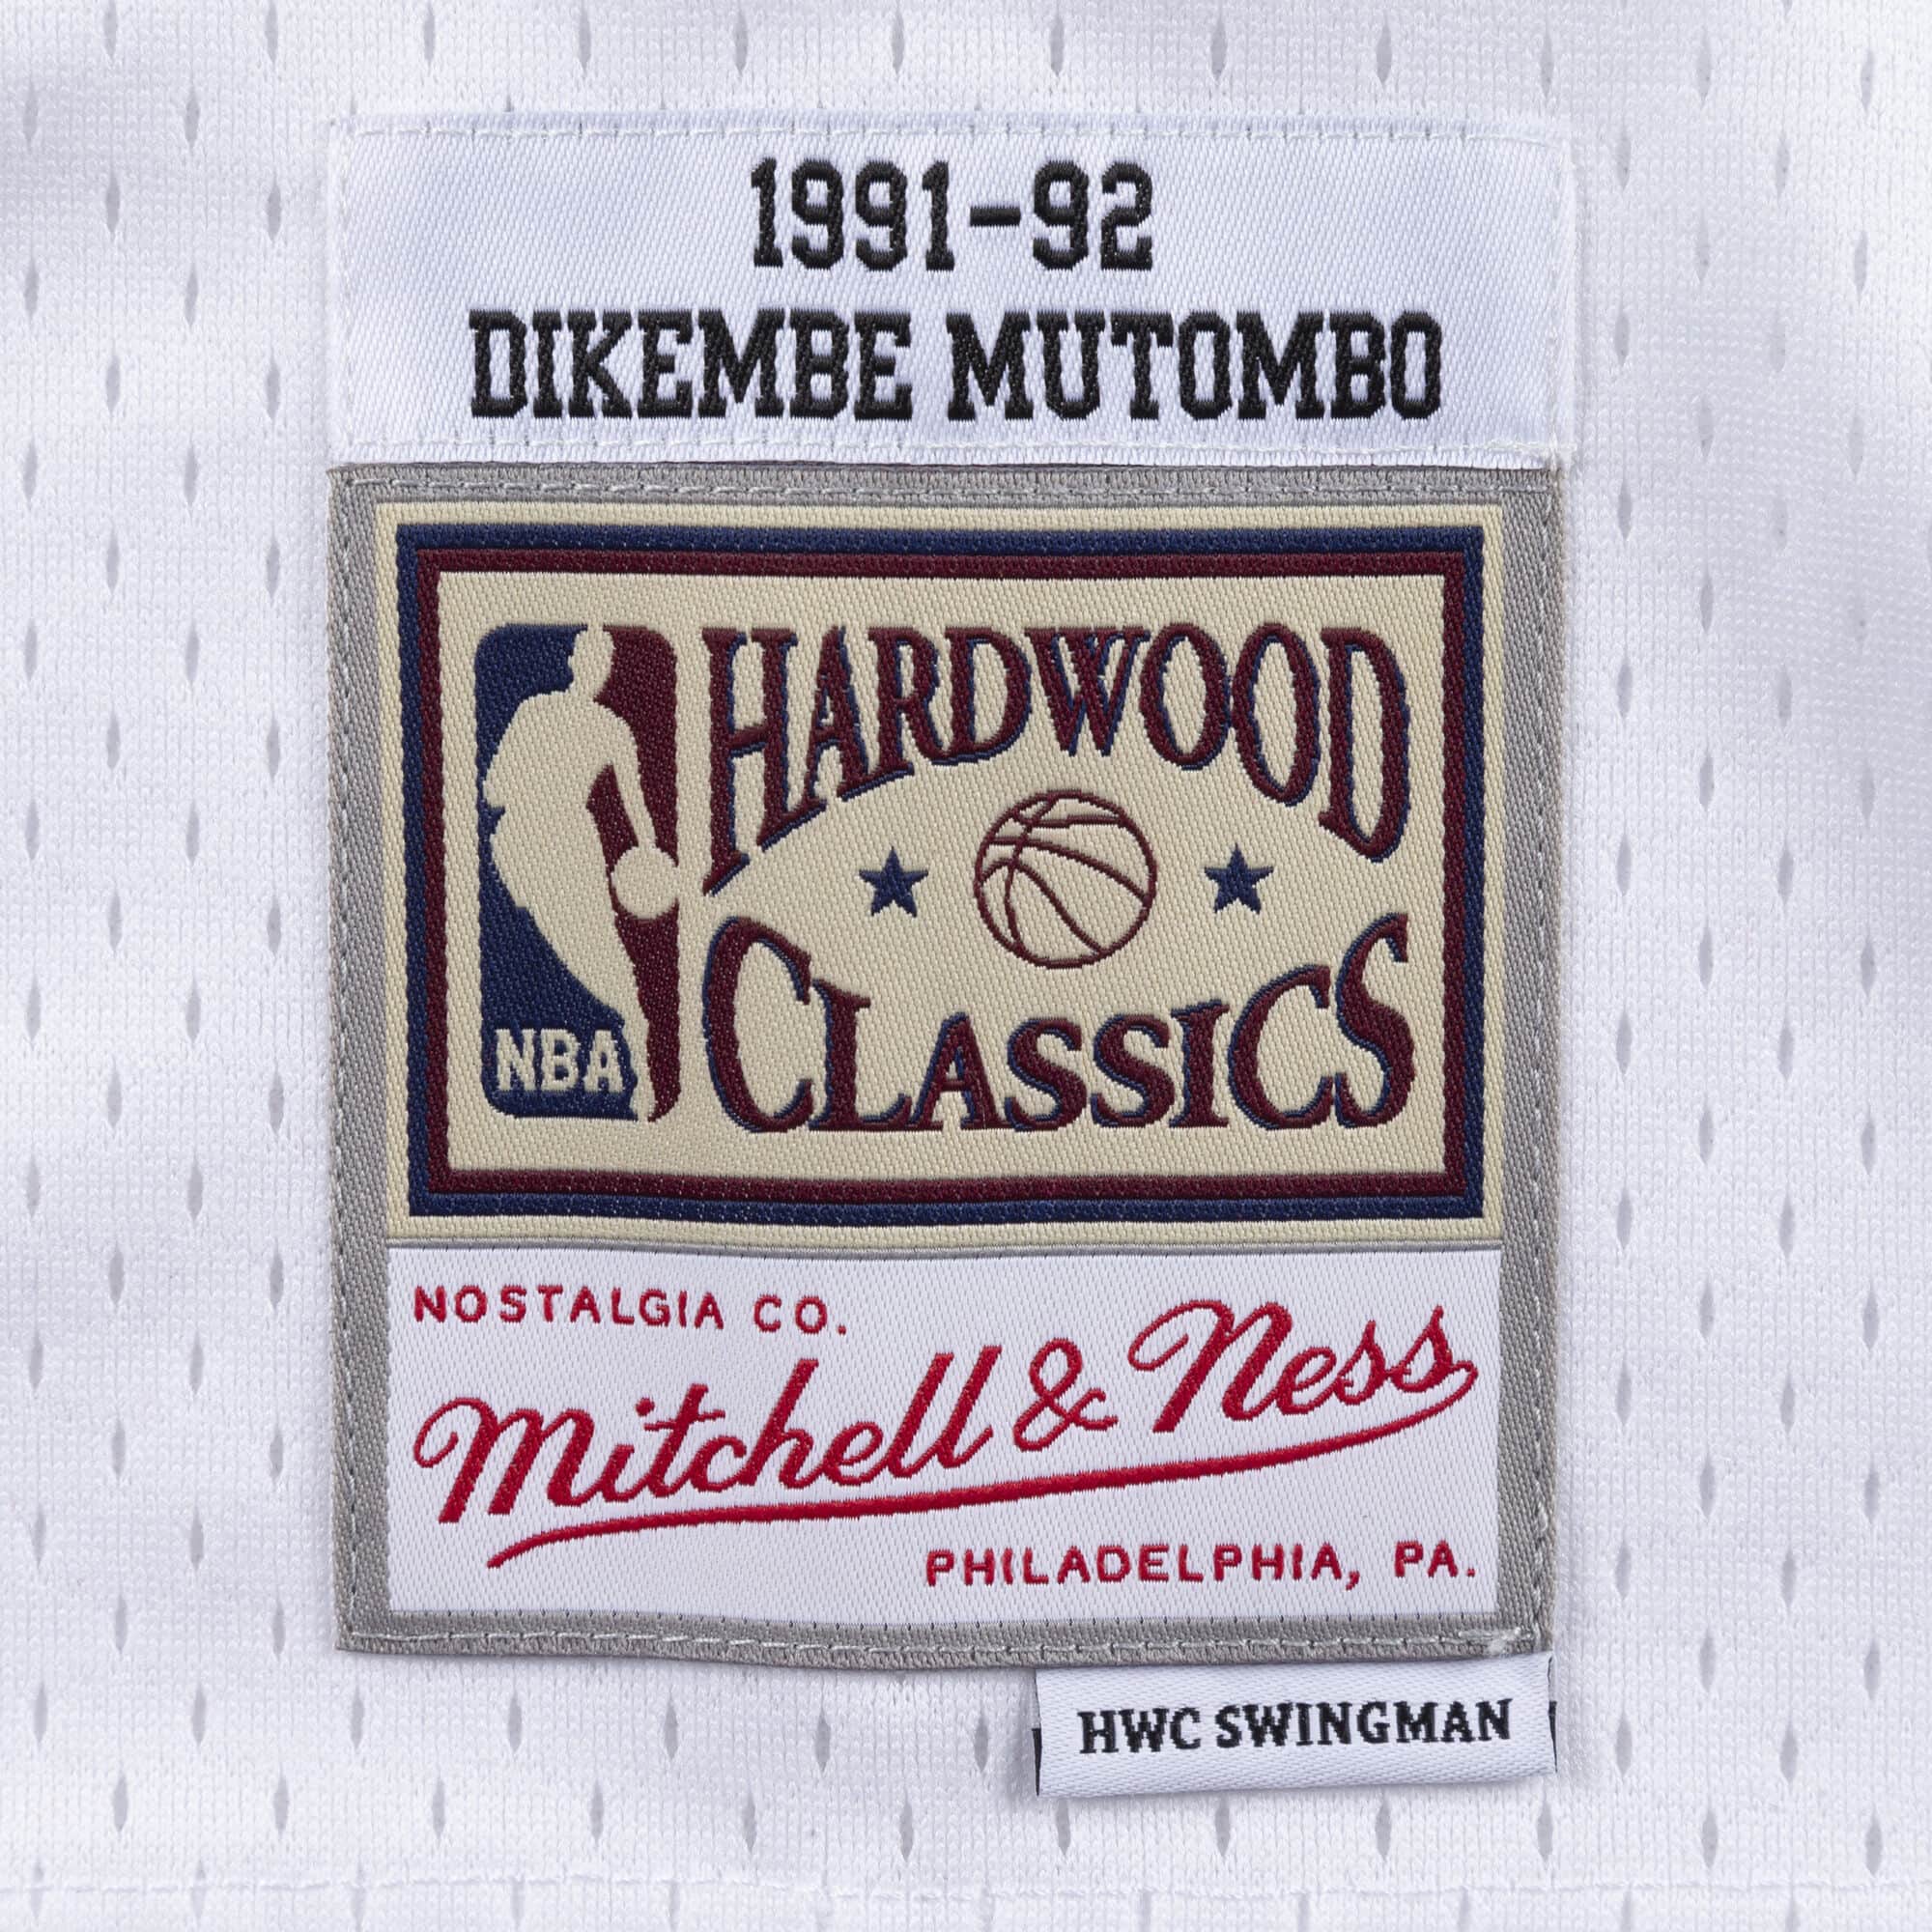 1991-92
DIKEMBE MUTOMBO
HARDWOOD
CLASSICS
NBA
NOSTALGIA CO.
Mitchell & Ness
PHILADELPHIA, PA.
HWC SWINGMAN